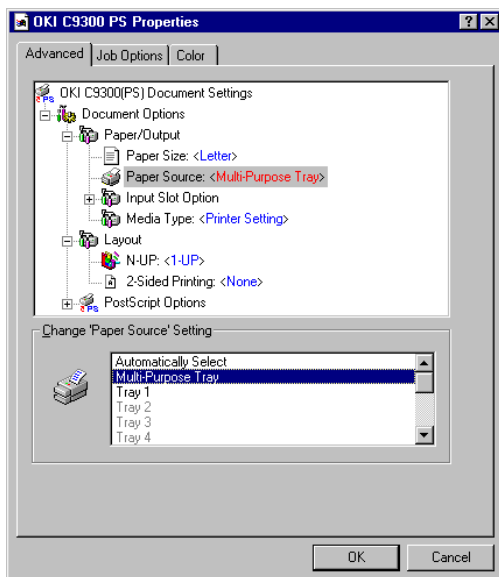 OKI C9300 PS Properties
Advanced Job Options Color
OKI C9300(PS) Document Settings
Document Options
Paper/Output
Paper Size: <Letter>
Paper Source: <Multi-Purpose Tray>
Input Slot Option
Media Type: <Printer Setting>
Layout
N-UP: <1-UP>
2-Sided Printing: <None>
PostScript Options
Change 'Paper Source' Setting
Automatically Select
Multi-Purpose Tray
Tray 1
Tray 2
Tray 3
Tray 4
OK Cancel